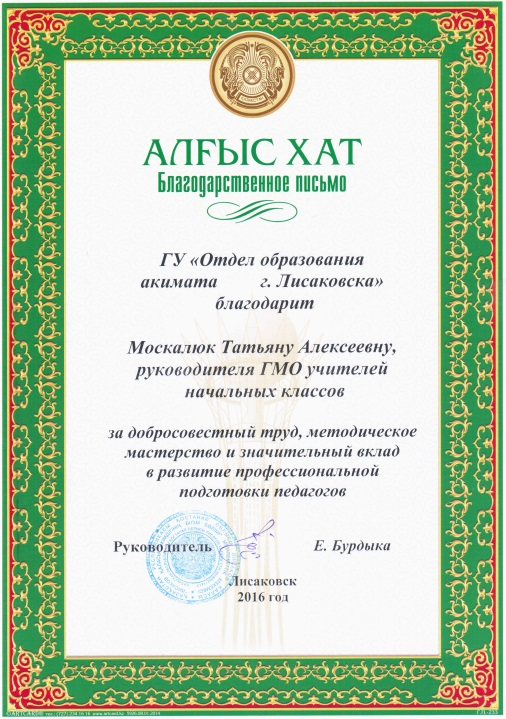 АЛҒЫС ХАТ
Благодарственное письмо
ГУ «Отдел образования
акимата г. Лисаковска»
благодарит
Москалюк Татьяну Алексеевну,
руководителя ГМО учителей
начальных классов
за добросовестный труд, методическое
мастерство и значительный вклад
в развитие профессиональной
подготовки педагогов
Руководитель Е. Бурдыка
Лисаковск
2016 год